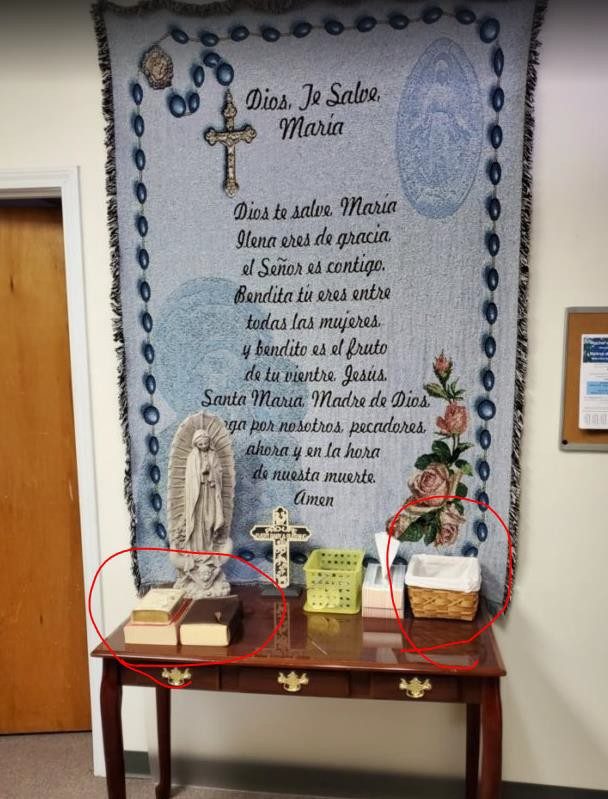 Dios, Te Salve,
María
Dios te salve, María
llena eres de gracia,
el Señor es contigo.
Bendita tú eres entre
todas las mujeres,
y bendito es el fruto
de tu vientre, Jesús.
Santa María, Madre de Dios,
por nosotros, pecadores,
ahora y en la hora
de nuesta muerte.
Amen